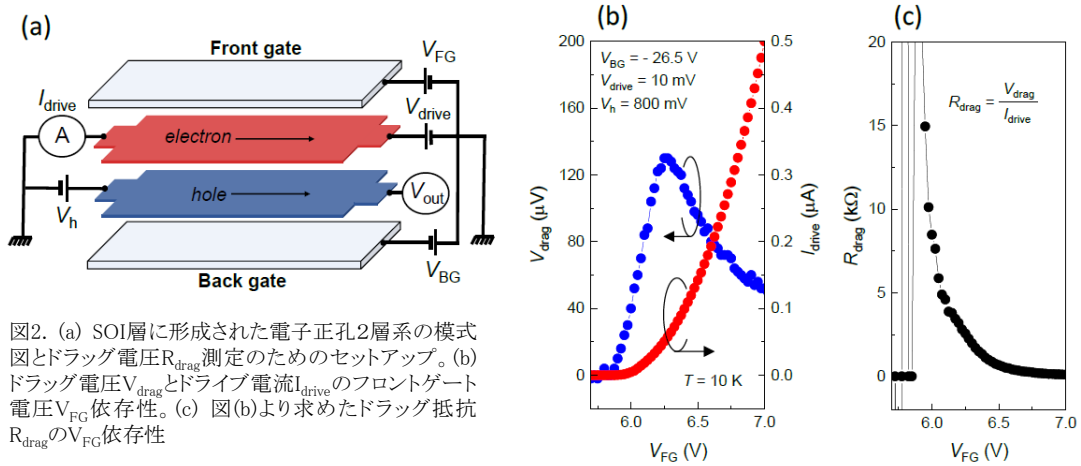 (a)
Front gate
V_FG
I_drive
V_drive
A
electron
hole
V_out
V_h
V_BG
Back gate
図2. (a) SOI層に形成された電子正孔2層系の模式
図とドラッグ電圧R_drag測定のためのセットアップ。(b)
ドラッグ電圧V_dragとドライブ電流I_driveのフロントゲート
電圧V_FG依存性。(c) 図(b)より求めたドラッグ抵抗
R_dragのV_FG依存性
(b)
V_BG = - 26.5 V
V_drive = 10 mV
V_h = 800 mV
200
160
120
80
40
0
V_drag (μV)
0.5
0.4
0.3
0.2
0.1
0.0
I_drive (μA)
T = 10 K
6.0 6.5 7.0
V_FG (V)
(c)
R_drag = V_drag / I_drive
20
15
10
5
0
R_drag (kΩ)
6.0 6.5 7.0
V_FG (V)